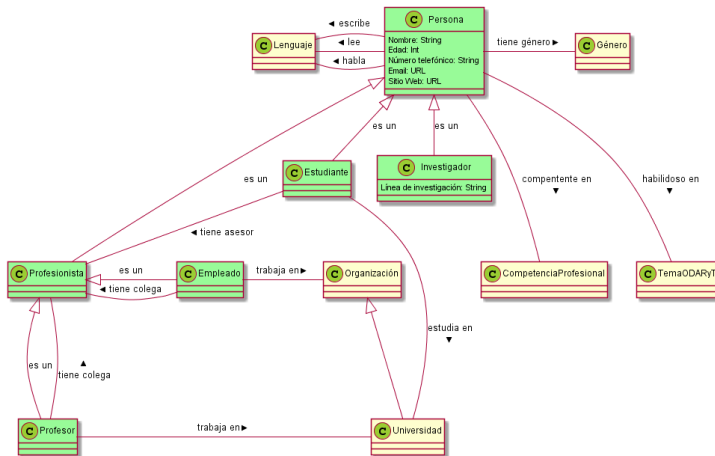 ◄ escribe
C Persona
Nombre: String
Edad: Int
Número telefónico: String
Email: URL
Sitio Web: URL
C Lenguaje
◄ lee
tiene género►
C Género
◄ habla
es un
es un
C Estudiante
C Investigador
Línea de investigación: String
es un
compentente en
▼
habilidoso en
▼
◄ tiene asesor
C Profesionista
es un
C Empleado
trabaja en►
C Organización
C CompetenciaProfesional
C TemaODARyT
◄ tiene colega
estudia en
▼
es un
▲
tiene colega
C Profesor
trabaja en►
C Universidad